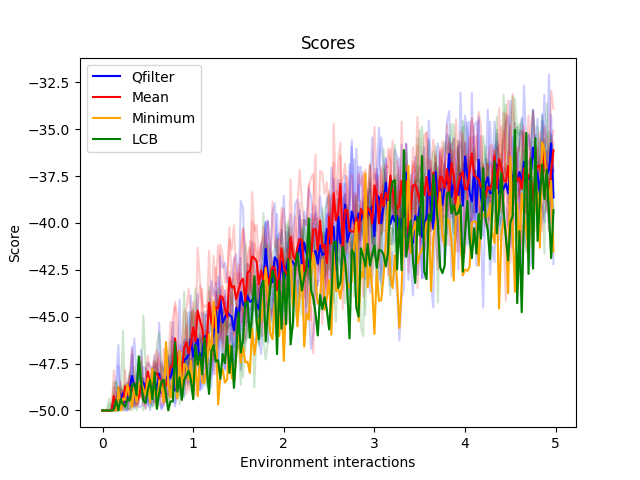 Scores
Qfilter
Mean
Minimum
LCB
−32.5
−35.0
−37.5
−40.0
−42.5
−45.0
−47.5
−50.0
Score
0 1 2 3 4 5
Environment interactions